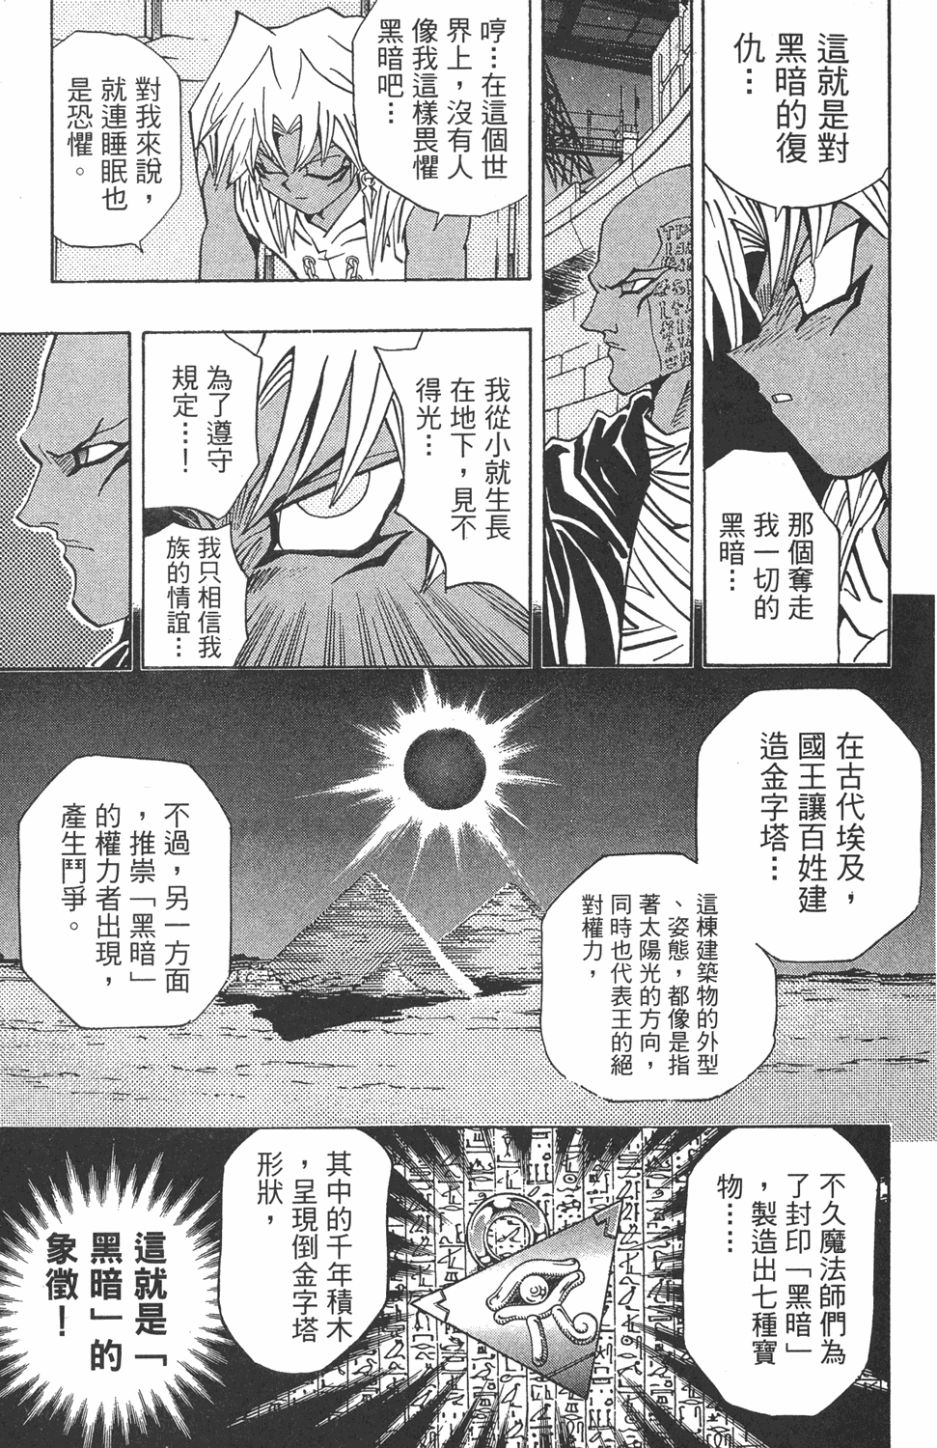 這就是對
黑暗的復
仇…
那個奪走
我一切的
黑暗…
哼…在這個世
界上，沒有人
像我這樣畏懼
黑暗吧…
對我來說，
就連睡眠也
是恐懼。
我從小就生長
在地下，見不
得光…
為了遵守
規定…！
我只相信我
族的情誼…
在古代埃及，
國王讓百姓建
造金字塔…
這棟建築物的外型
、姿態，都像是指
著太陽光的方向，
同時也代表王的絕
對權力，
不過，另一方面
，推崇「黑暗」
的權力者出現，
產生鬥爭。
不久魔法師們為
了封印「黑暗」
，製造出七種寶
物……
其中的千年積木
，呈現倒金字塔
形狀，
這就是「
黑暗」的
象徵！